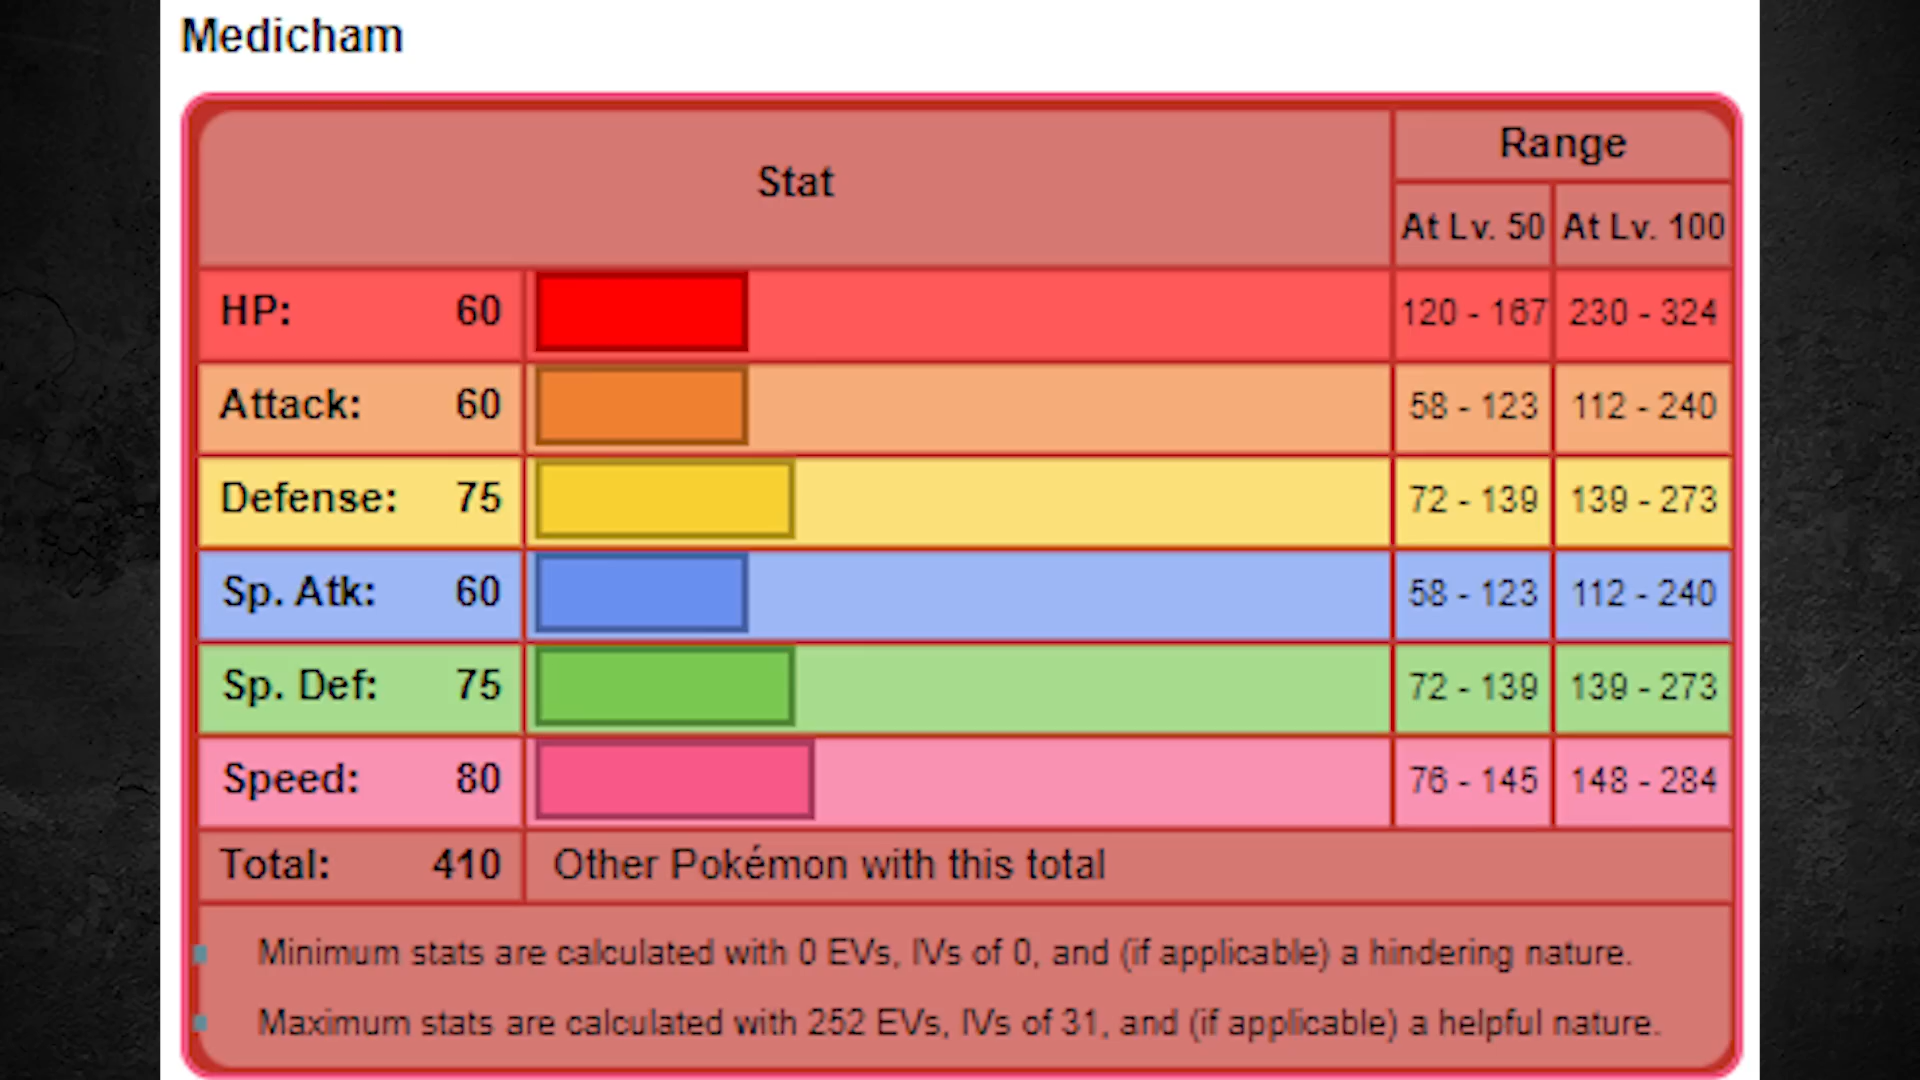 Medicham
Stat
Range
At Lv. 50 At Lv. 100
HP: 60 120 - 167 230 - 324
Attack: 60 58 - 123 112 - 240
Defense: 75 72 - 139 139 - 273
Sp. Atk: 60 58 - 123 112 - 240
Sp. Def: 75 72 - 139 139 - 273
Speed: 80 76 - 145 148 - 284
Total: 410 Other Pokémon with this total
Minimum stats are calculated with 0 EVs, IVs of 0, and (if applicable) a hindering nature.
Maximum stats are calculated with 252 EVs, IVs of 31, and (if applicable) a helpful nature.